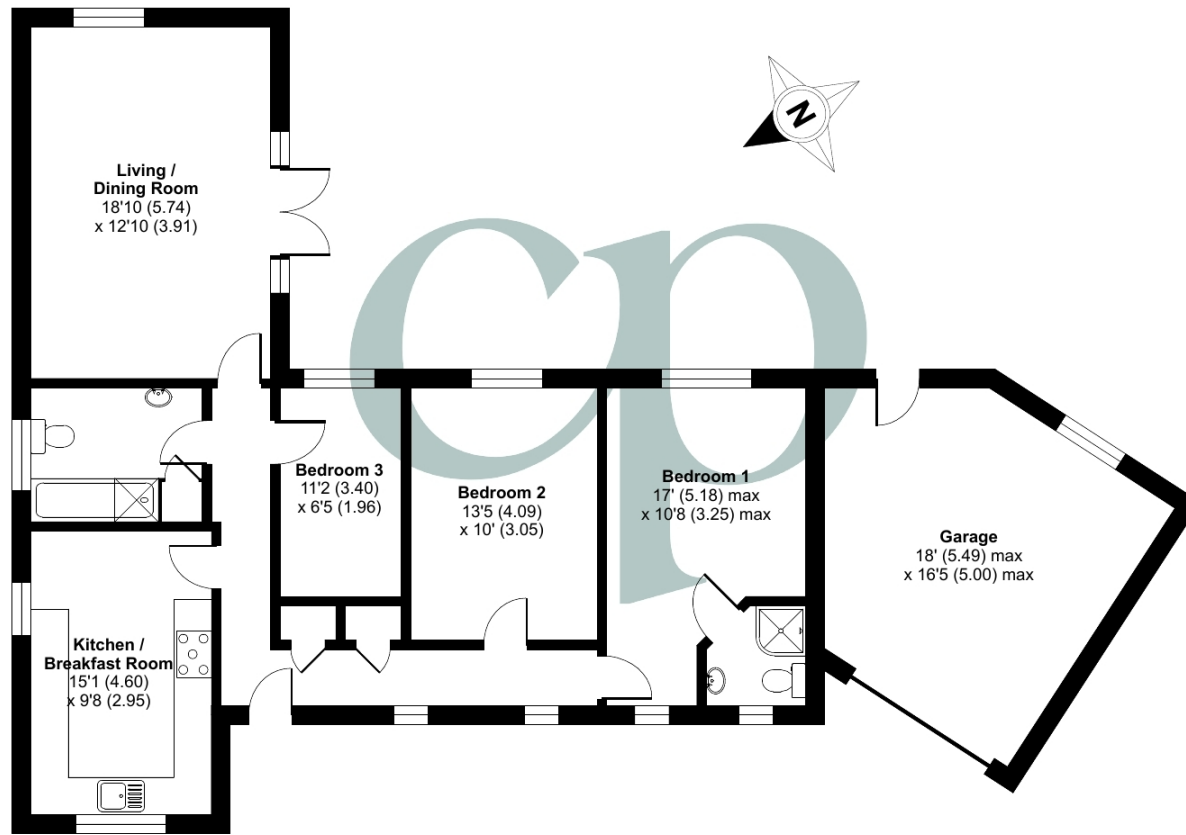 Living /
Dining Room
18'10 (5.74)
x 12'10 (3.91)
N
cp
Bedroom 3
11'2 (3.40)
x 6'5 (1.96)
Bedroom 2
13'5 (4.09)
x 10' (3.05)
Bedroom 1
17' (5.18) max
x 10'8 (3.25) max
Garage
18' (5.49) max
x 16'5 (5.00) max
Kitchen /
Breakfast Room
15'1 (4.60)
x 9'8 (2.95)